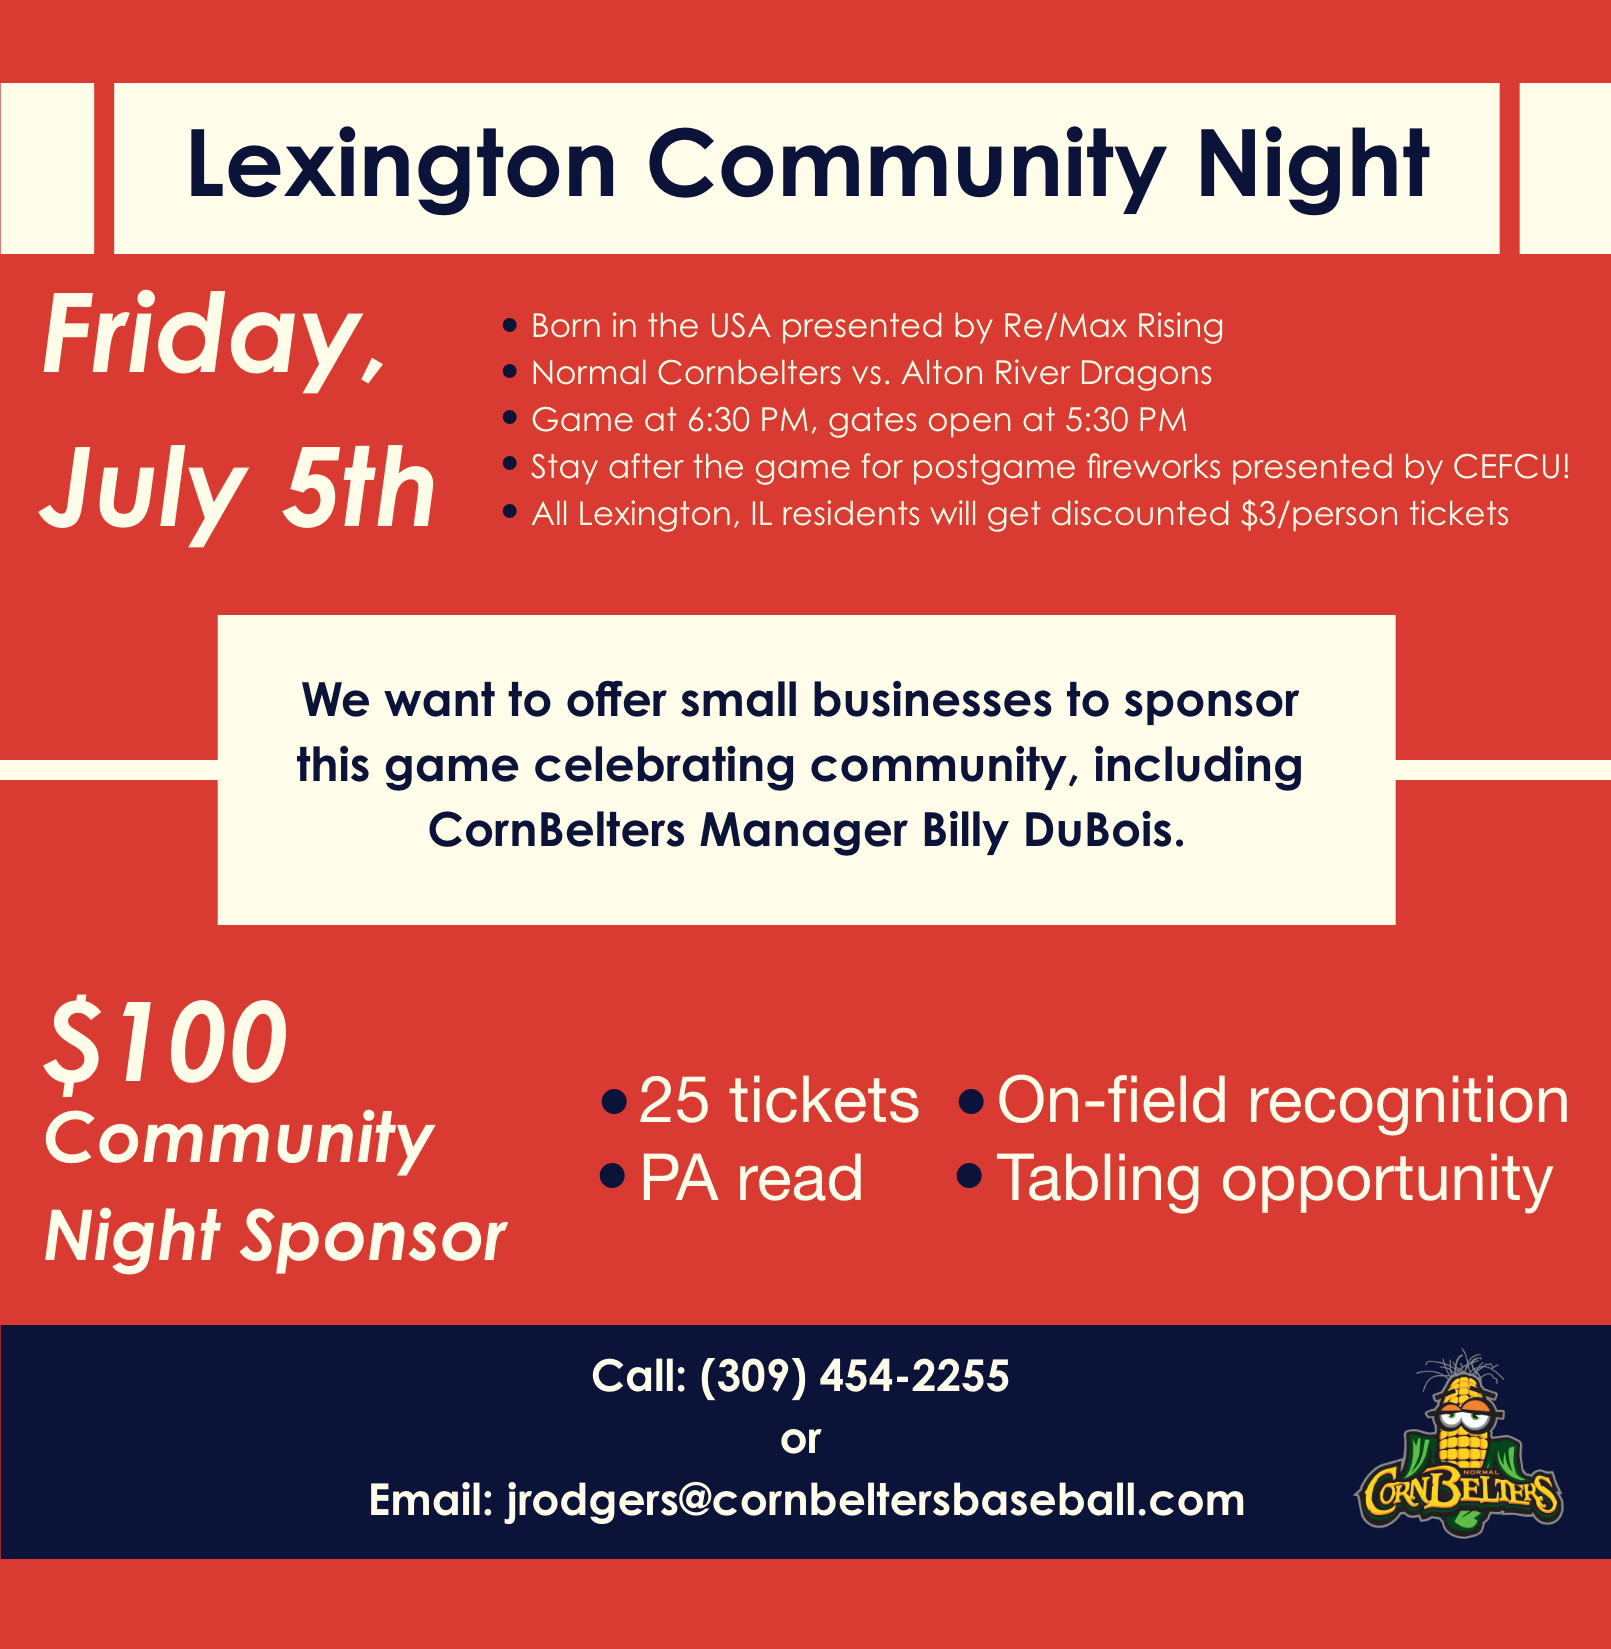 Lexington Community Night
Friday,
July 5th
• Born in the USA presented by Re/Max Rising
• Normal Cornbelters vs. Alton River Dragons
• Game at 6:30 PM, gates open at 5:30 PM
• Stay after the game for postgame fireworks presented by CEFCU!
• All Lexington, IL residents will get discounted $3/person tickets
We want to offer small businesses to sponsor
this game celebrating community, including
CornBelters Manager Billy DuBois.
$100
Community
Night Sponsor
• 25 tickets
• PA read
• On-field recognition
• Tabling opportunity
Call: (309) 454-2255
or
Email: jrodgers@cornbeltersbaseball.com
NORMAL
CORNBELTERS